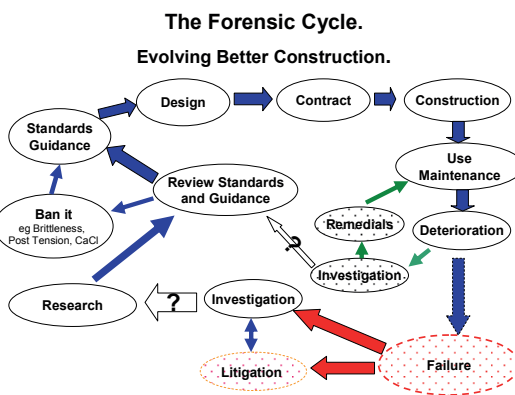 The Forensic Cycle.
Evolving Better Construction.
Design
Contract
Construction
Standards
Guidance
Use
Maintenance
Review Standards
and Guidance
Ban it
eg Brittleness,
Post Tension, CaCl
Remedials
Deterioration
?
Investigation
Research
?
Investigation
Litigation
Failure